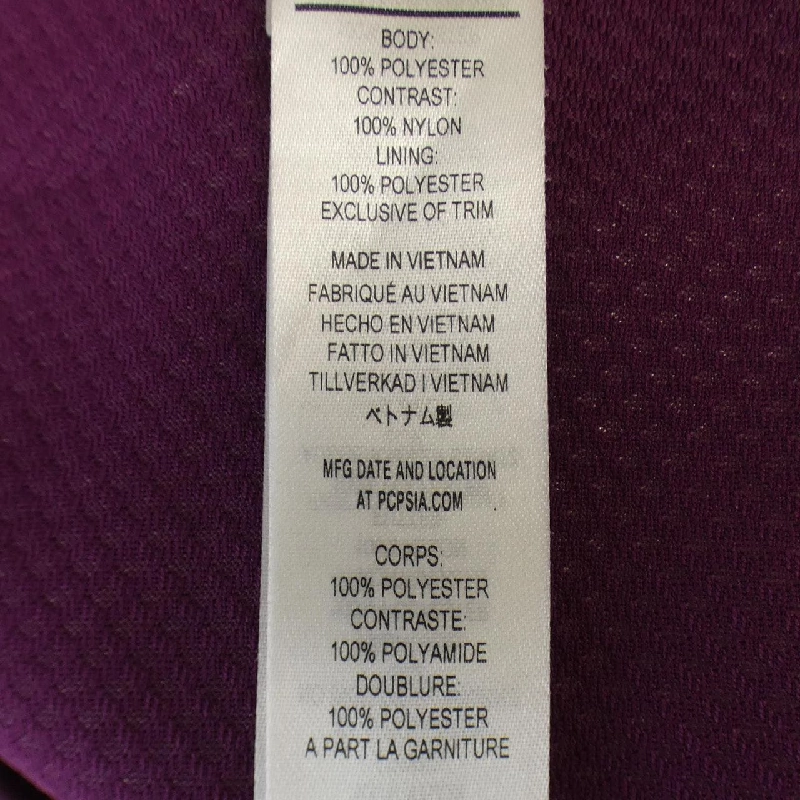 BODY:
100% POLYESTER
CONTRAST:
100% NYLON
LINING:
100% POLYESTER
EXCLUSIVE OF TRIM
MADE IN VIETNAM
FABRIQUÉ AU VIETNAM
HECHO EN VIETNAM
FATTO IN VIETNAM
TILLVERKAD I VIETNAM
ベトナム製
MFG DATE AND LOCATION
AT PCPSIA.COM
CORPS:
100% POLYESTER
CONTRASTE:
100% POLYAMIDE
DOUBLURE:
100% POLYESTER
A PART LA GARNITURE